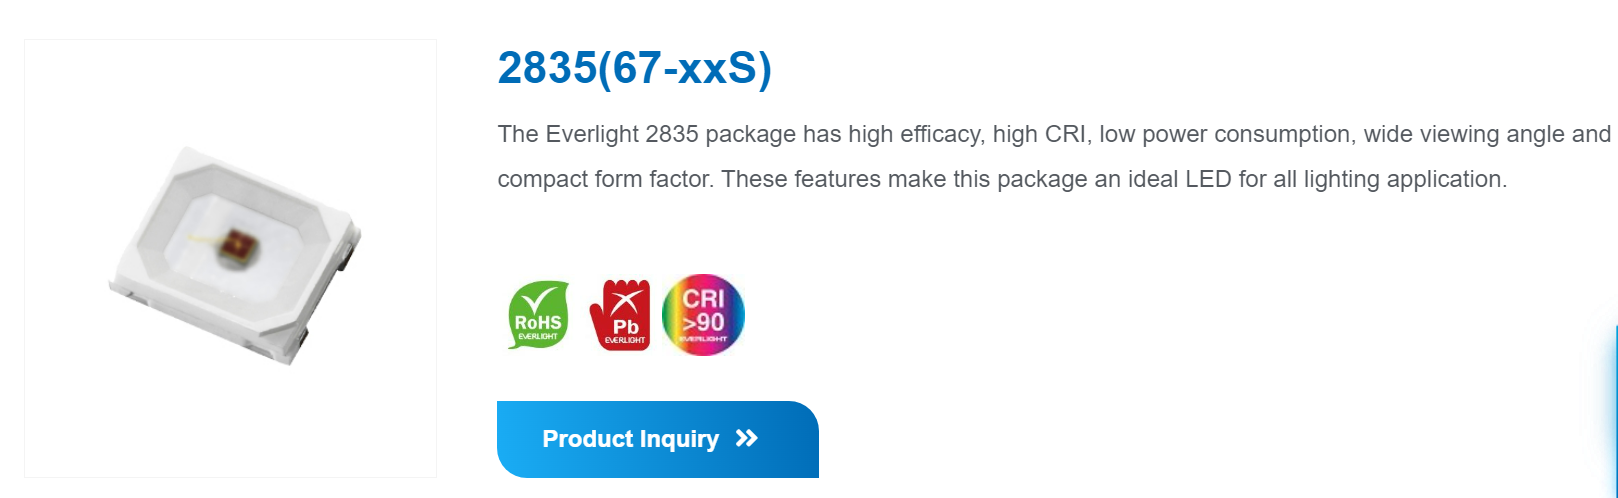 2835(67-xxS)
The Everlight 2835 package has high efficacy, high CRI, low power consumption, wide viewing angle and
compact form factor. These features make this package an ideal LED for all lighting application.
RoHS
EVERLIGHT
Pb
EVERLIGHT
CRI
>90
EVERLIGHT
Product Inquiry